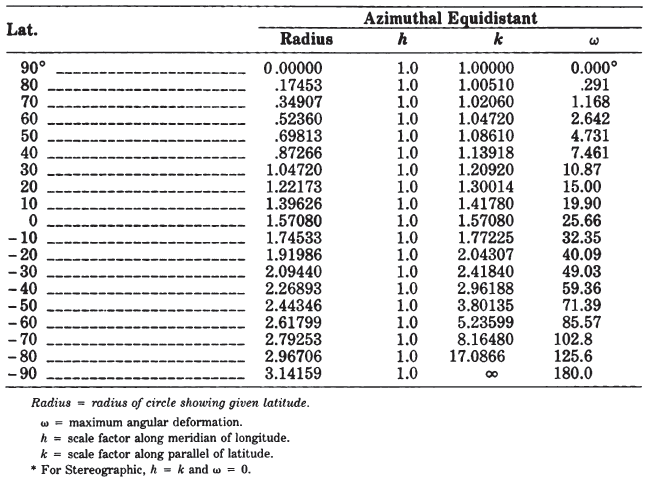 Azimuthal Equidistant
Lat. Radius h k ω
90° 0.00000 1.0 1.00000 0.000°
80 .17453 1.0 1.00510 .291
70 .34907 1.0 1.02060 1.168
60 .52360 1.0 1.04720 2.642
50 .69813 1.0 1.08610 4.731
40 .87266 1.0 1.13918 7.461
30 1.04720 1.0 1.20920 10.87
20 1.22173 1.0 1.30014 15.00
10 1.39626 1.0 1.41780 19.90
0 1.57080 1.0 1.57080 25.66
-10 1.74533 1.0 1.77225 32.35
-20 1.91986 1.0 2.04307 40.09
-30 2.09440 1.0 2.41840 49.03
-40 2.26893 1.0 2.96188 59.36
-50 2.44346 1.0 3.80135 71.39
-60 2.61799 1.0 5.23599 85.57
-70 2.79253 1.0 8.16480 102.8
-80 2.96706 1.0 17.0866 125.6
-90 3.14159 1.0 ∞ 180.0
Radius = radius of circle showing given latitude.
ω = maximum angular deformation.
h = scale factor along meridian of longitude.
k = scale factor along parallel of latitude.
* For Stereographic, h = k and ω = 0.